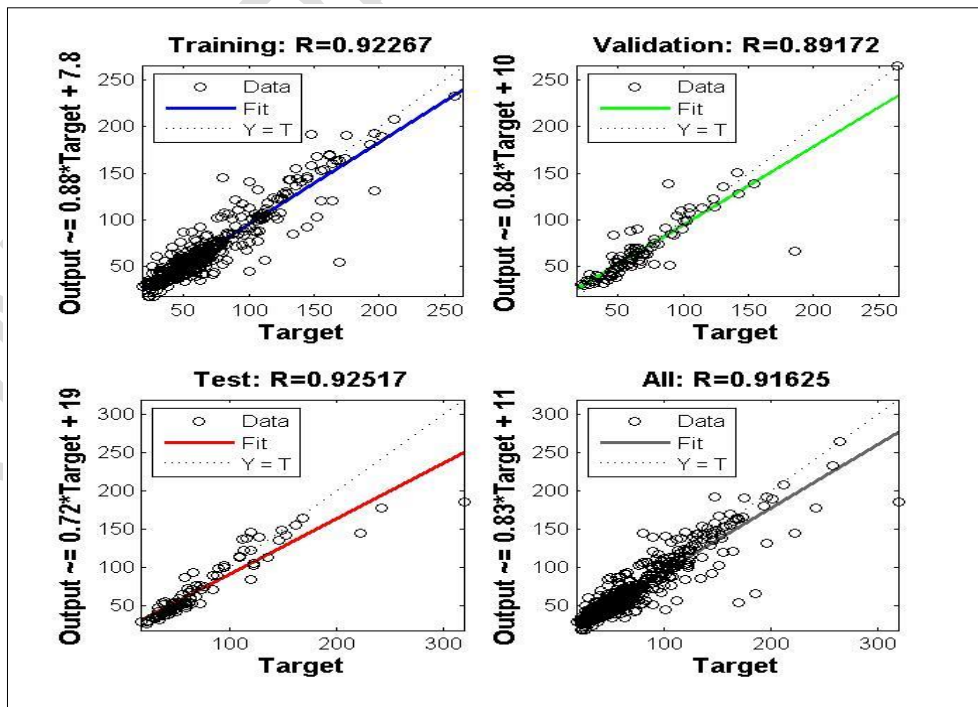 Training: R=0.92267
Output ~= 0.88*Target + 7.8
Data
Fit
Y = T
250
200
150
100
50
50 100 150 200 250
Target
Validation: R=0.89172
Output ~= 0.84*Target + 10
Data
Fit
Y = T
250
200
150
100
50
50 100 150 200 250
Target
Test: R=0.92517
Output ~= 0.72*Target + 19
Data
Fit
Y = T
300
250
200
150
100
50
100 200 300
Target
All: R=0.91625
Output ~= 0.83*Target + 11
Data
Fit
Y = T
300
250
200
150
100
50
100 200 300
Target